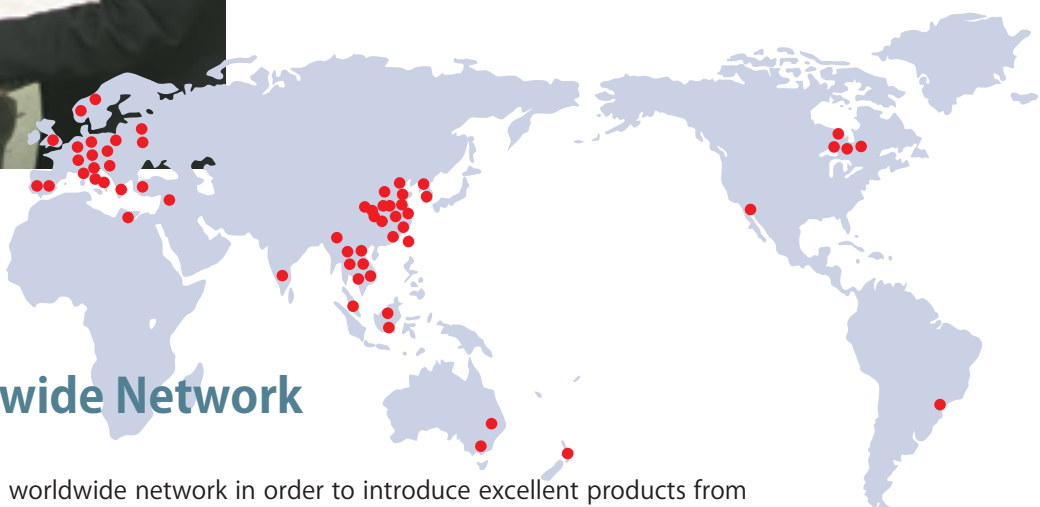 wide Network
worldwide network in order to introduce excellent products from